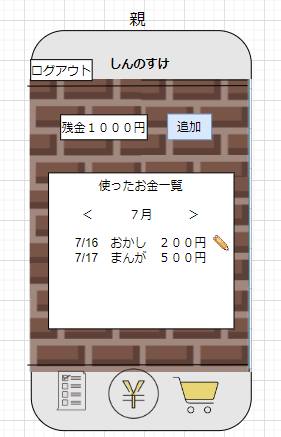 親
しんのすけ
ログアウト
残金１０００円
追加
使ったお金一覧
＜ ７月 ＞
7/16 おかし ２００円
7/17 まんが ５００円
￥